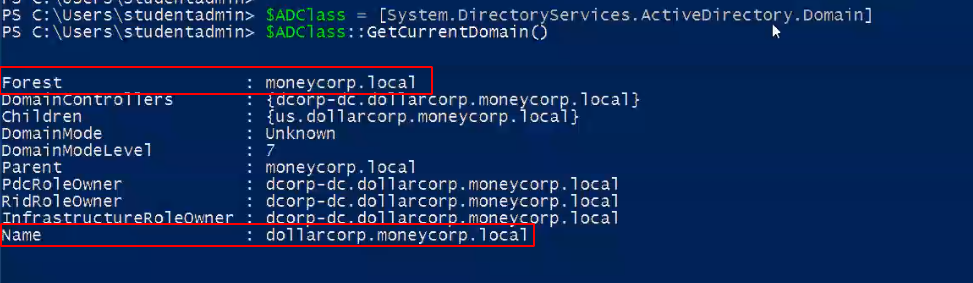 PS C:\Users\studentadmin> $ADClass = [System.DirectoryServices.ActiveDirectory.Domain]
PS C:\Users\studentadmin> $ADClass::GetCurrentDomain()
Forest : moneycorp.local
DomainControllers : {dcorp-dc.dollarcorp.moneycorp.local}
Children : {us.dollarcorp.moneycorp.local}
DomainMode : Unknown
DomainModeLevel : 7
Parent : moneycorp.local
PdcRoleOwner : dcorp-dc.dollarcorp.moneycorp.local
RidRoleOwner : dcorp-dc.dollarcorp.moneycorp.local
InfrastructureRoleOwner : dcorp-dc.dollarcorp.moneycorp.local
Name : dollarcorp.moneycorp.local